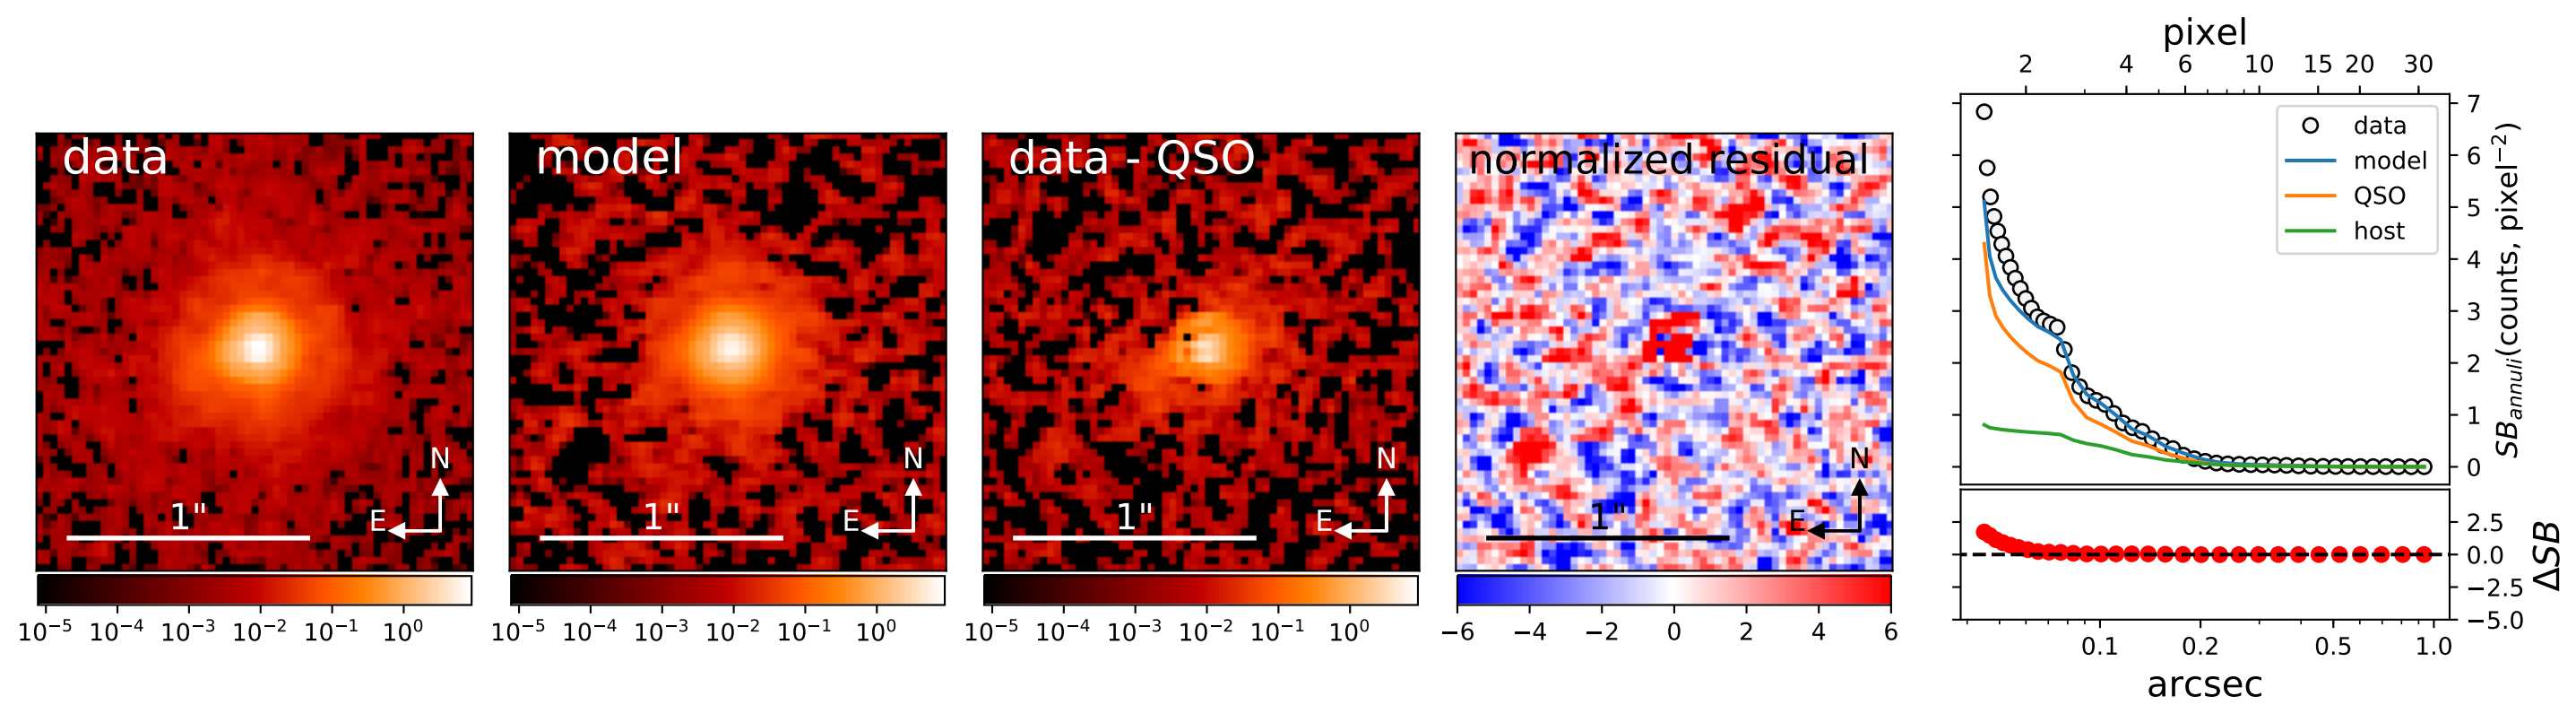 data
N
E
1"
10⁻⁵ 10⁻⁴ 10⁻³ 10⁻² 10⁻¹ 10⁰
model
N
E
1"
10⁻⁵ 10⁻⁴ 10⁻³ 10⁻² 10⁻¹ 10⁰
data - QSO
N
E
1"
10⁻⁵ 10⁻⁴ 10⁻³ 10⁻² 10⁻¹ 10⁰
normalized residual
N
E
1"
−6 −4 −2 0 2 4 6
pixel
2 4 6 10 15 20 30
data
model
QSO
host
7
6
5
4
3
2
1
0
SB_annuli(counts, pixel⁻²)
2.5
0.0
−2.5
−5.0
ΔSB
0.1 0.2 0.5 1.0
arcsec